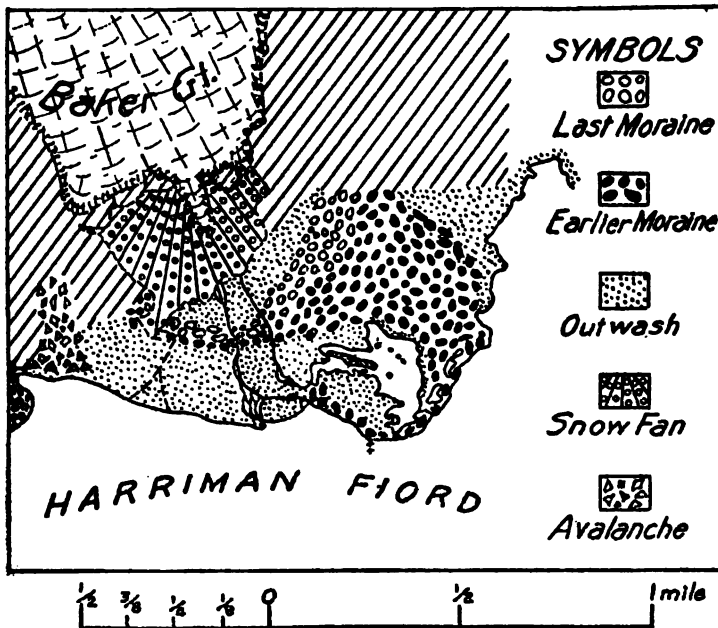 Baker Gl.
SYMBOLS
Last Moraine
Earlier Moraine
Outwash
Snow Fan
Avalanche
HARRIMAN FIORD
1/2 3/8 1/4 1/8 0 1/2 1 mile